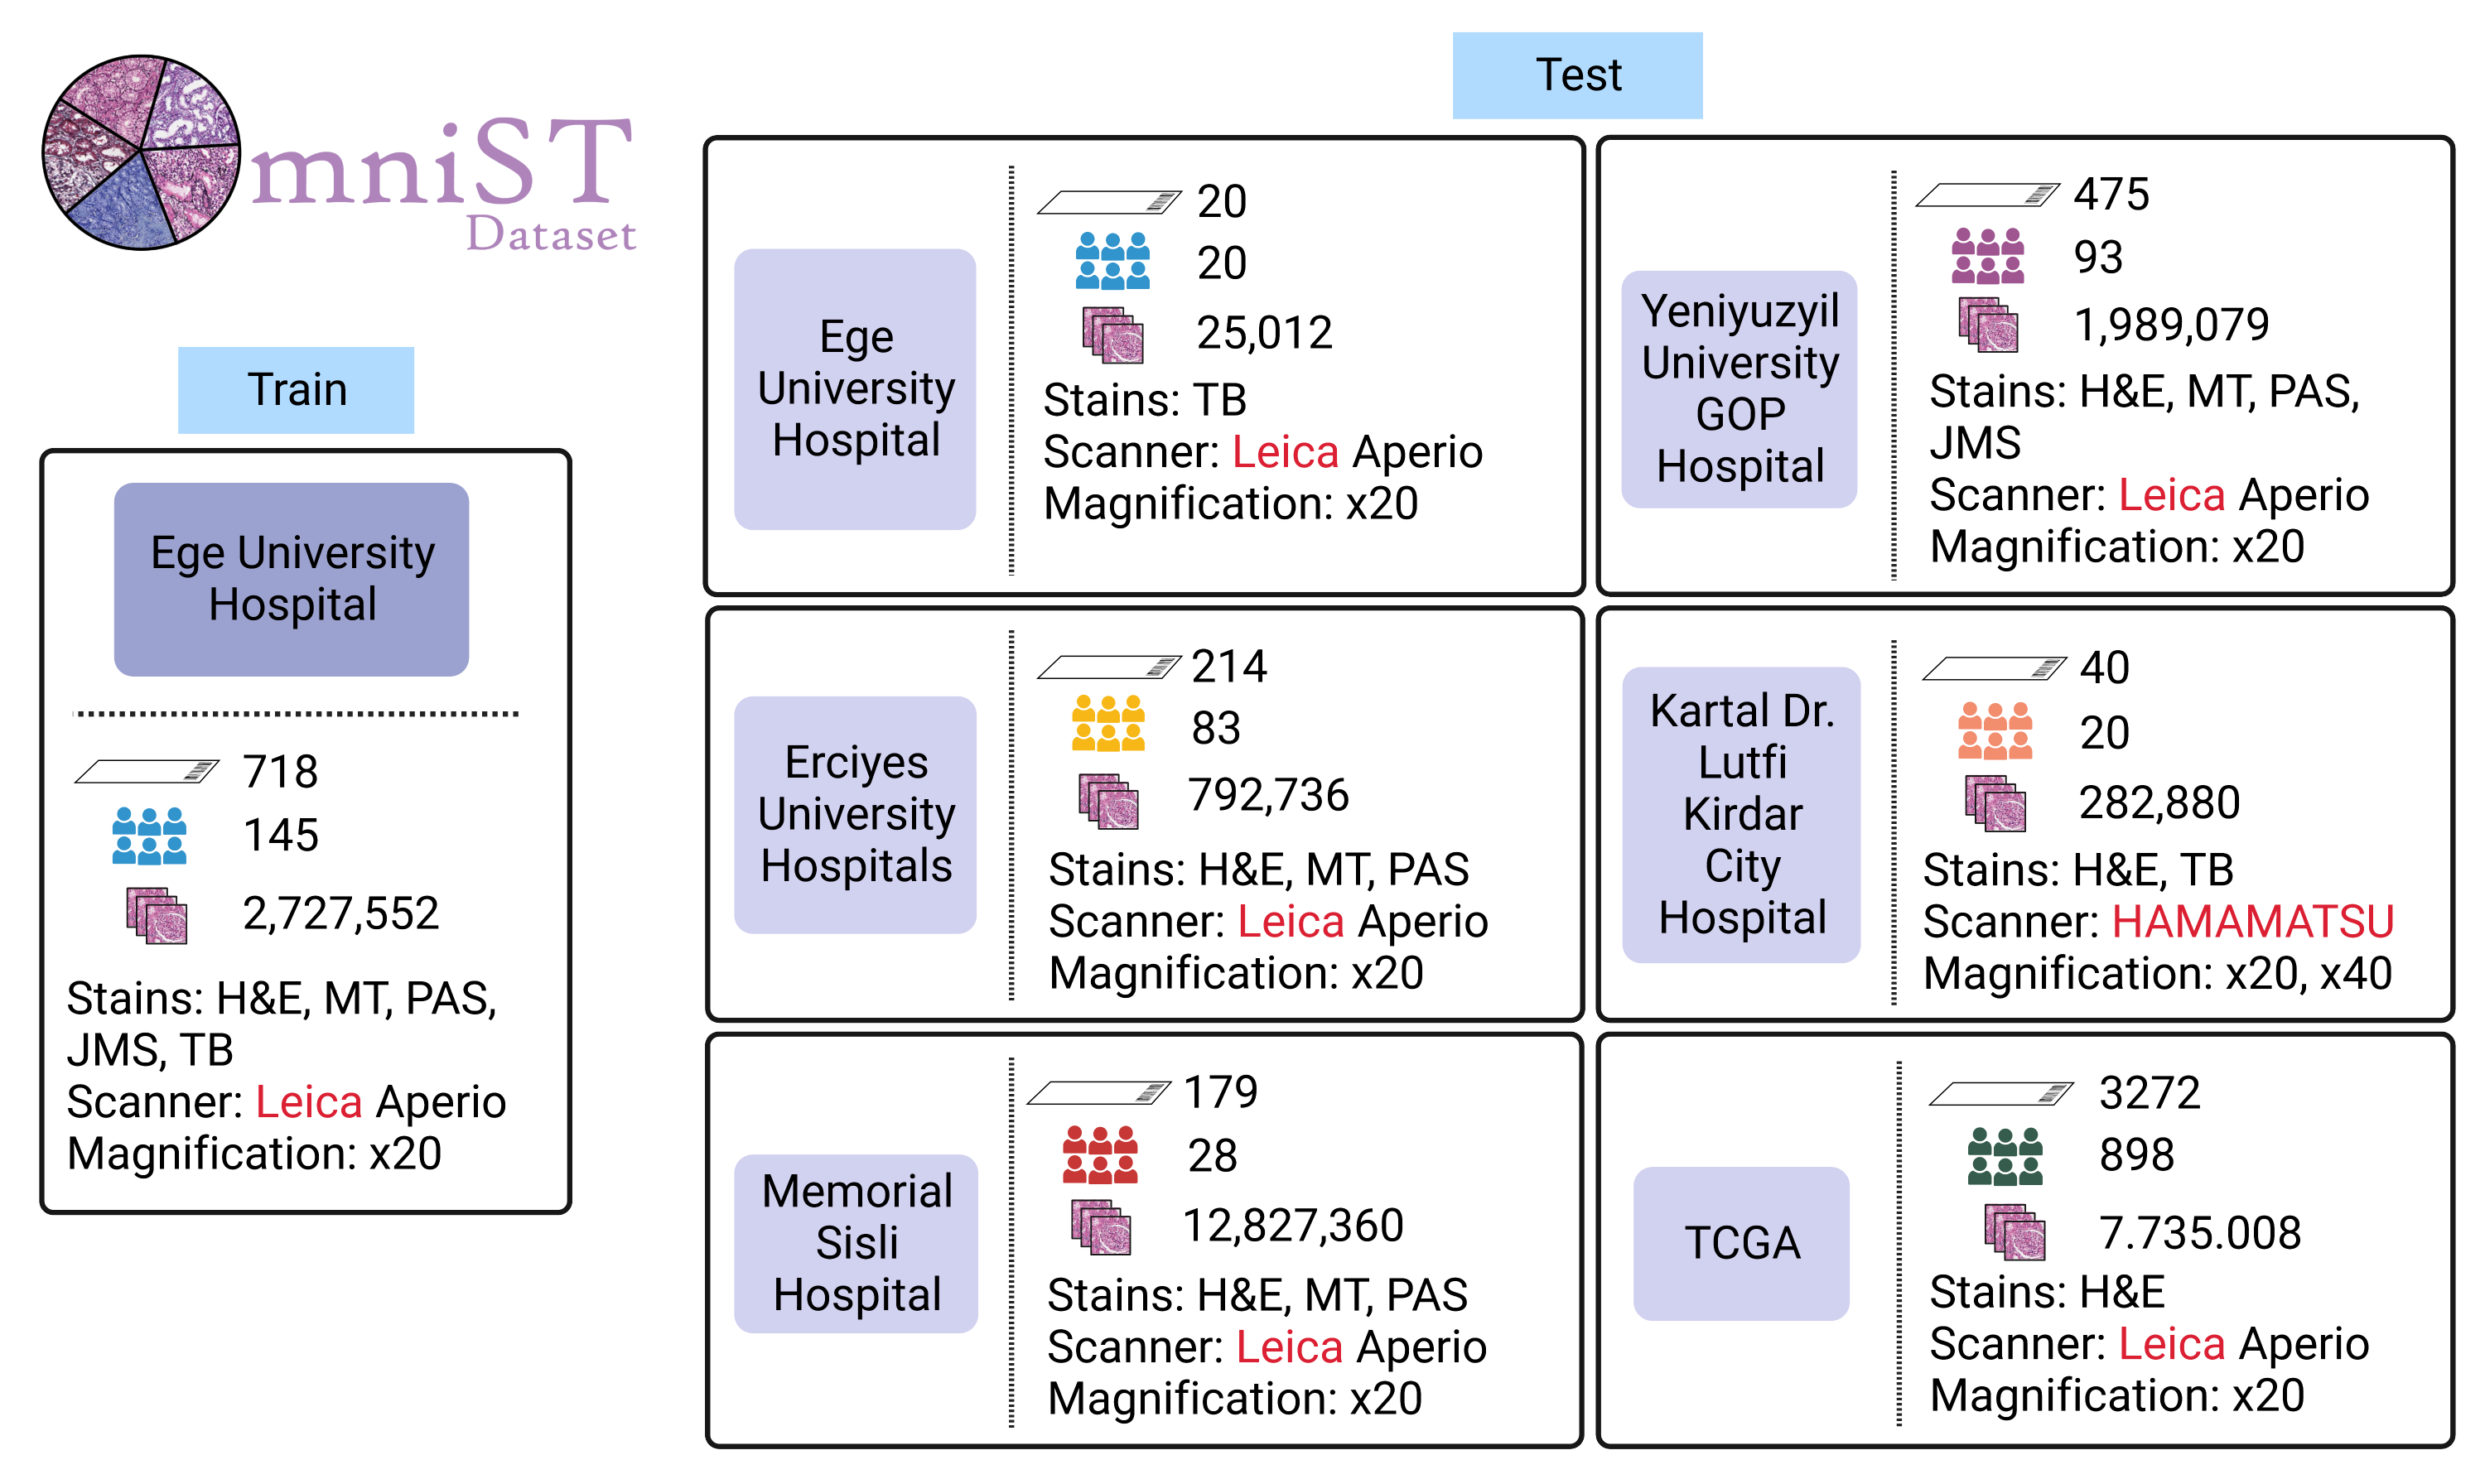 mniST
Dataset
Train
Ege University
Hospital
718
145
2,727,552
Stains: H&E, MT, PAS,
JMS, TB
Scanner: Leica Aperio
Magnification: x20
Test
Ege
University
Hospital
20
20
25,012
Stains: TB
Scanner: Leica Aperio
Magnification: x20
Yeniyuzyil
University
GOP
Hospital
475
93
1,989,079
Stains: H&E, MT, PAS,
JMS
Scanner: Leica Aperio
Magnification: x20
Erciyes
University
Hospitals
214
83
792,736
Stains: H&E, MT, PAS
Scanner: Leica Aperio
Magnification: x20
Kartal Dr.
Lutfi
Kirdar
City
Hospital
40
20
282,880
Stains: H&E, TB
Scanner: HAMAMATSU
Magnification: x20, x40
Memorial
Sisli
Hospital
179
28
12,827,360
Stains: H&E, MT, PAS
Scanner: Leica Aperio
Magnification: x20
TCGA
3272
898
7.735.008
Stains: H&E
Scanner: Leica Aperio
Magnification: x20